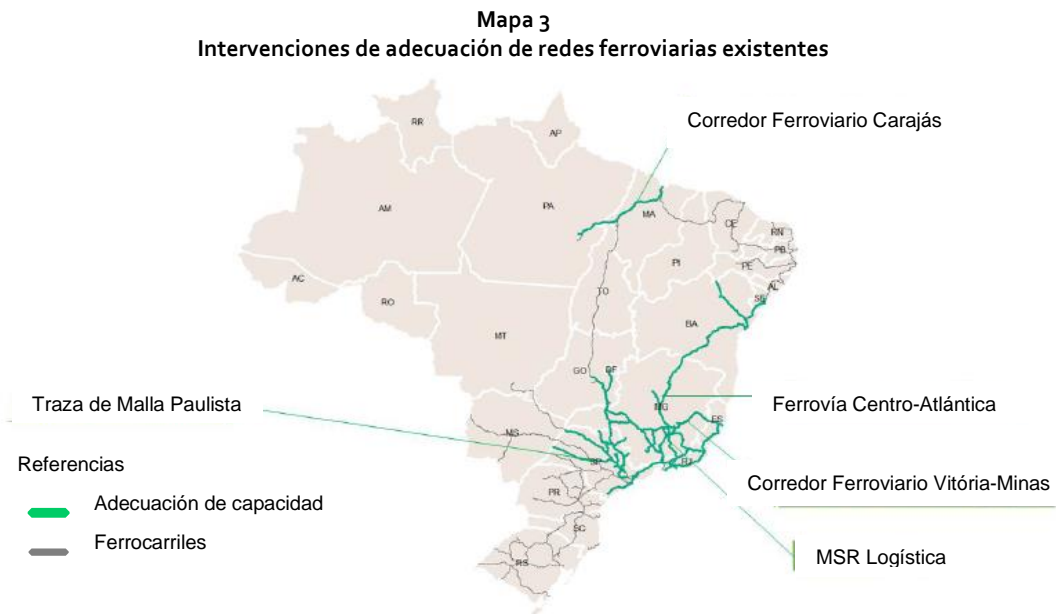 Mapa 3
Intervenciones de adecuación de redes ferroviarias existentes
Corredor Ferroviario Carajás
RR
AP
AM
PA
MA
CE
RN
PB
PE
PI
AL
SE
AC
RO
TO
BA
MT
GO
DF
Traza de Malla Paulista
MG
Ferrovía Centro-Atlántica
ES
MS
SP
RJ
Referencias
Corredor Ferroviario Vitória-Minas
Adecuación de capacidad
PR
Ferrocarriles
SC
MSR Logística
RS